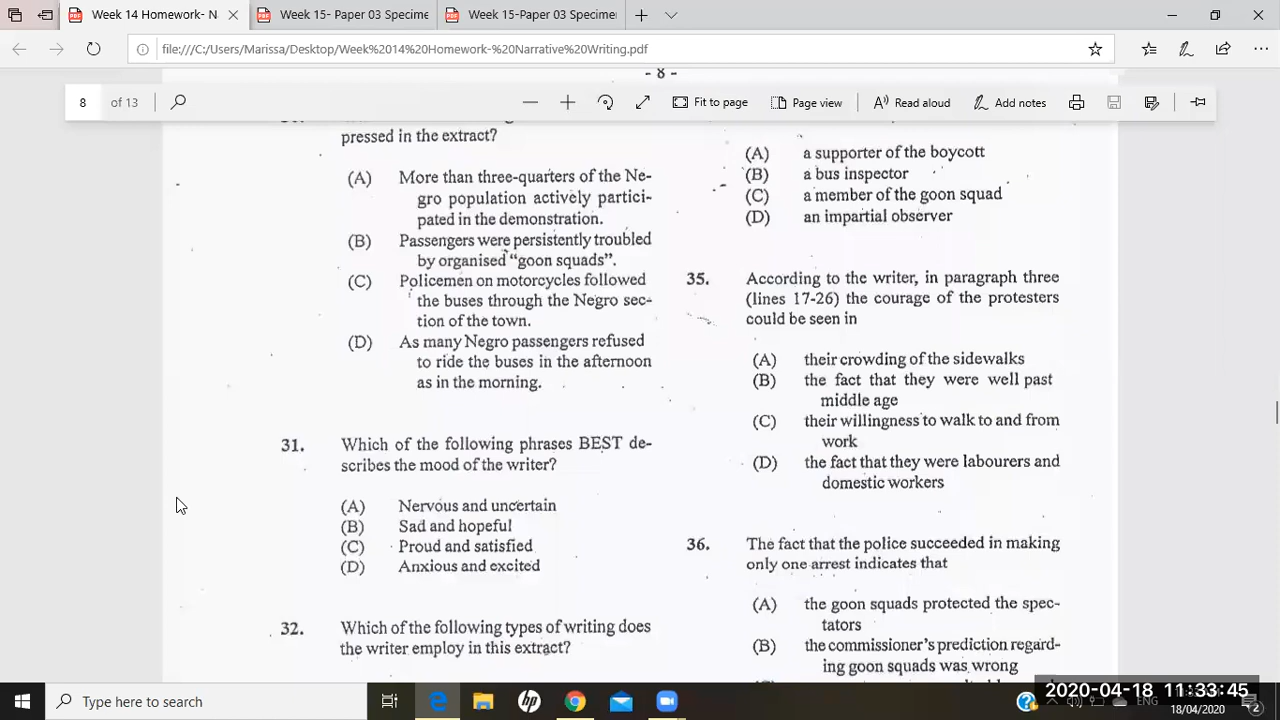 Week 14 Homework- N
Week 15- Paper 03 Specime
Week 15-Paper 03 Specimer
file:///C:/Users/Marissa/Desktop/Week%2014%20Homework-%20Narrative%20Writing.pdf
- 8 -
8 of 13
Fit to page
Page view
Read aloud
Add notes
pressed in the extract?
(A) More than three-quarters of the Ne-
gro population actively partici-
pated in the demonstration.
(B) Passengers were persistently troubled
by organised "goon squads".
(C) Policemen on motorcycles followed
the buses through the Negro sec-
tion of the town.
(D) As many Negro passengers refused
to ride the buses in the afternoon
as in the morning.
31. Which of the following phrases BEST de-
scribes the mood of the writer?
(A) Nervous and uncertain
(B) Sad and hopeful
(C) Proud and satisfied
(D) Anxious and excited
32. Which of the following types of writing does
the writer employ in this extract?
(A) a supporter of the boycott
(B) a bus inspector
(C) a member of the goon squad
(D) an impartial observer
35. According to the writer, in paragraph three
(lines 17-26) the courage of the protesters
could be seen in
(A) their crowding of the sidewalks
(B) the fact that they were well past
middle age
(C) their willingness to walk to and from
work
(D) the fact that they were labourers and
domestic workers
36. The fact that the police succeeded in making
only one arrest indicates that
(A) the goon squads protected the spec-
tators
(B) the commissioner's prediction regard-
ing goon squads was wrong
Type here to search
2020-04-18 11:33:45
ENG
18/04/2020
2